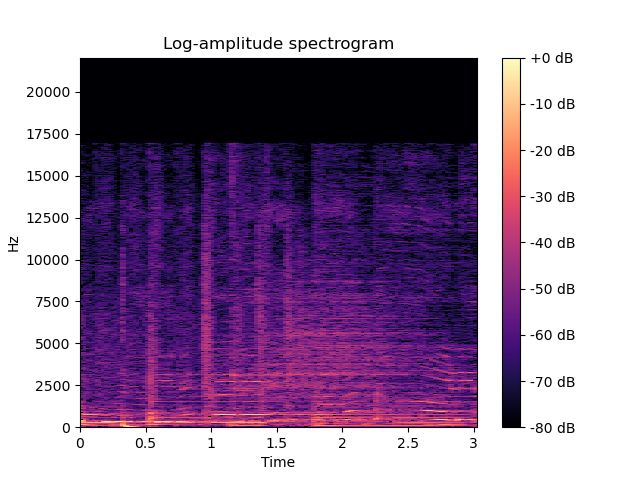 Log-amplitude spectrogram
+0 dB
20000
-10 dB
17500
-20 dB
15000
-30 dB
12500
Hz
-40 dB
10000
-50 dB
7500
-60 dB
5000
2500
-70 dB
0
-80 dB
0 0.5 1 1.5 2 2.5 3
Time